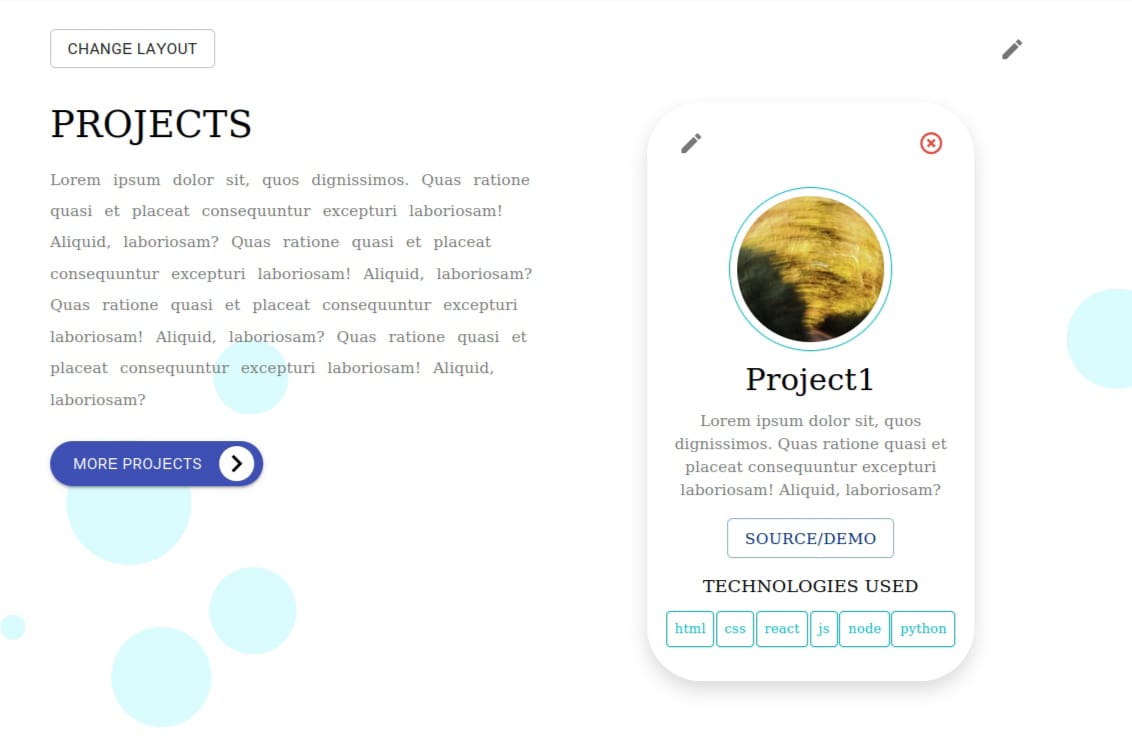 CHANGE LAYOUT
PROJECTS
Lorem ipsum dolor sit, quos dignissimos. Quas ratione
quasi et placeat consequuntur excepturi laboriosam!
Aliquid, laboriosam? Quas ratione quasi et placeat
consequuntur excepturi laboriosam! Aliquid, laboriosam?
Quas ratione quasi et placeat consequuntur excepturi
laboriosam! Aliquid, laboriosam? Quas ratione quasi et
placeat consequuntur excepturi laboriosam! Aliquid,
laboriosam?
MORE PROJECTS
Project1
Lorem ipsum dolor sit, quos
dignissimos. Quas ratione quasi et
placeat consequuntur excepturi
laboriosam! Aliquid, laboriosam?
SOURCE/DEMO
TECHNOLOGIES USED
html css react js node python